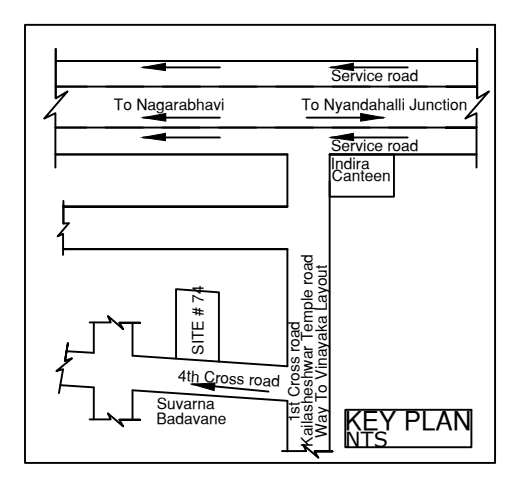 Service road
To Nagarabhavi
To Nyandahalli Junction
Service road
Indira
Canteen
SITE # 74
1st Cross road
Kailasheshwar Temple road
Way To Vinayaka Layout
4th Cross road
Suvarna
Badavane
KEY PLAN
NTS